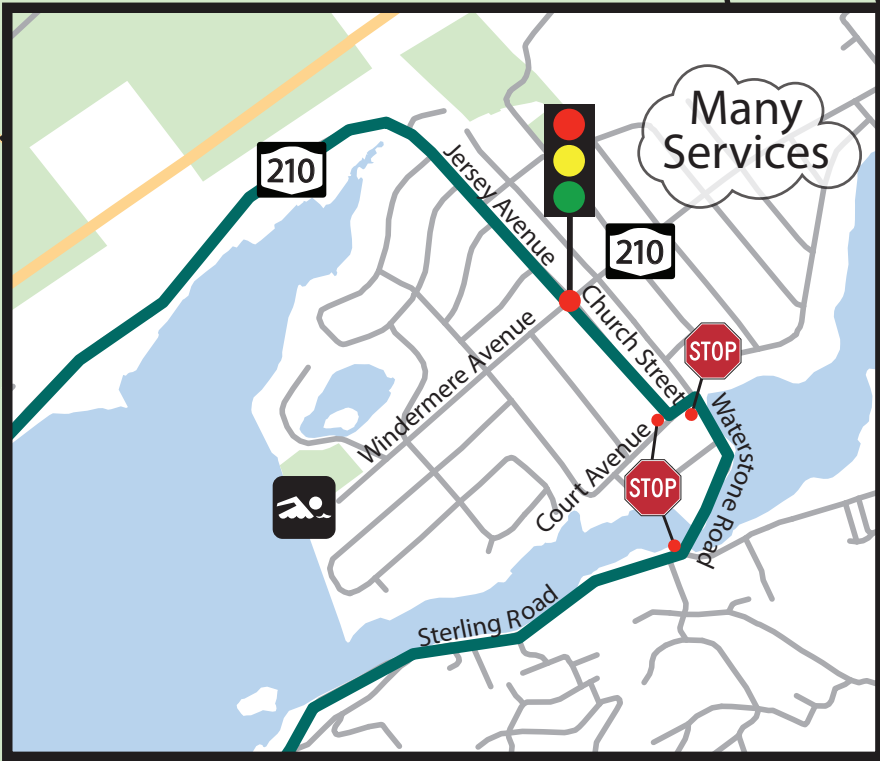 Many
Services
210
Jersey Avenue
210
Church Street
STOP
Windermere Avenue
Waterstone Road
Court Avenue
STOP
Sterling Road